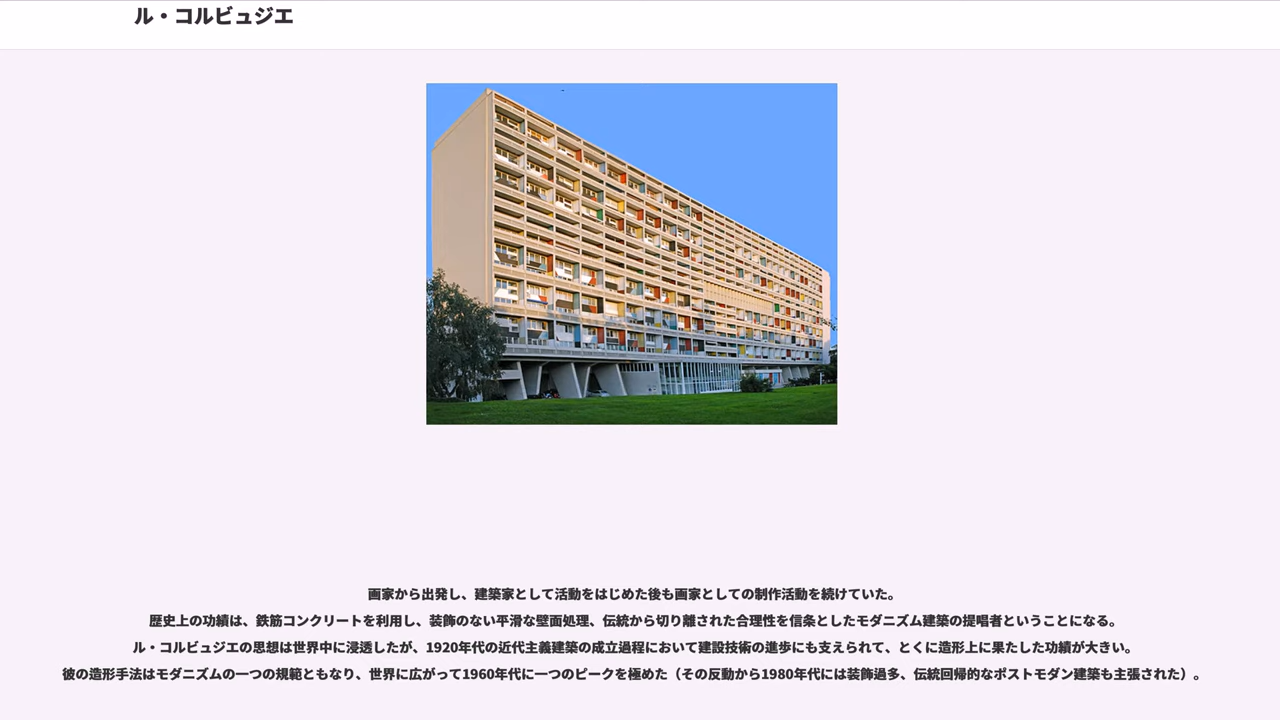 ル・コルビュジエ
画家から出発し、建築家として活動をはじめた後も画家としての制作活動を続けていた。
歴史上の功績は、鉄筋コンクリートを利用し、装飾のない平滑な壁面処理、伝統から切り離された合理性を信条としたモダニズム建築の提唱者ということになる。
ル・コルビュジエの思想は世界中に浸透したが、1920年代の近代主義建築の成立過程において建設技術の進歩にも支えられて、とくに造形上に果たした功績が大きい。
彼の造形手法はモダニズムの一つの規範ともなり、世界に広がって1960年代に一つのピークを極めた（その反動から1980年代には装飾過多、伝統回帰的なポストモダン建築も主張された）。